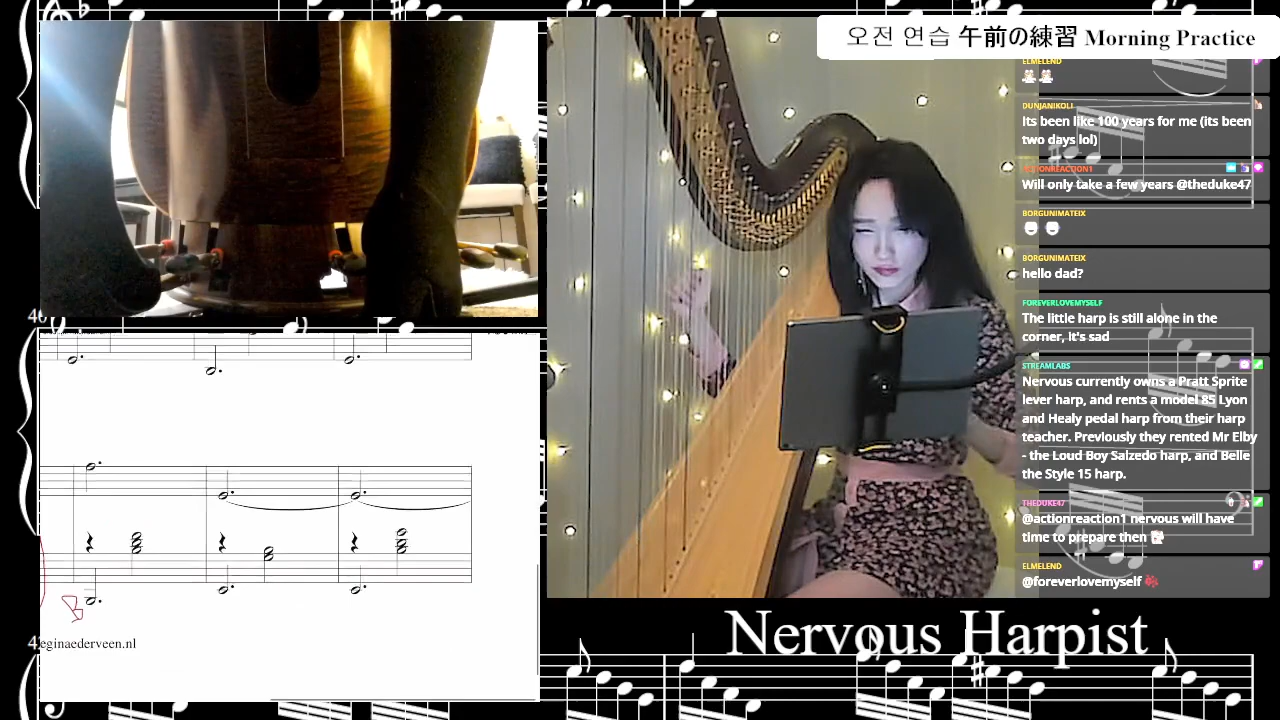 오전 연습 午前の練習 Morning Practice
ELMELEND
DUNJANIKOLI
Its been like 100 years for me (its been
two days lol)
Will only take a few years @theduke47
BORGUNIMATEIX
BORGUNIMATEIX
hello dad?
FOREVERLOVEMYSELF
The little harp is still alone in the
corner, it's sad
STREAMLABS
Nervous currently owns a Pratt Sprite
lever harp, and rents a model 85 Lyon
and Healy pedal harp from their harp
teacher. Previously they rented Mr Elby
- the Loud Boy Salzedo harp, and Belle
the Style 15 harp.
THEDUKE47
@actionreaction1 nervous will have
time to prepare then
ELMELEND
@foreverlovemyself
46
B
eginaederveen.nl
Nervous Harpist